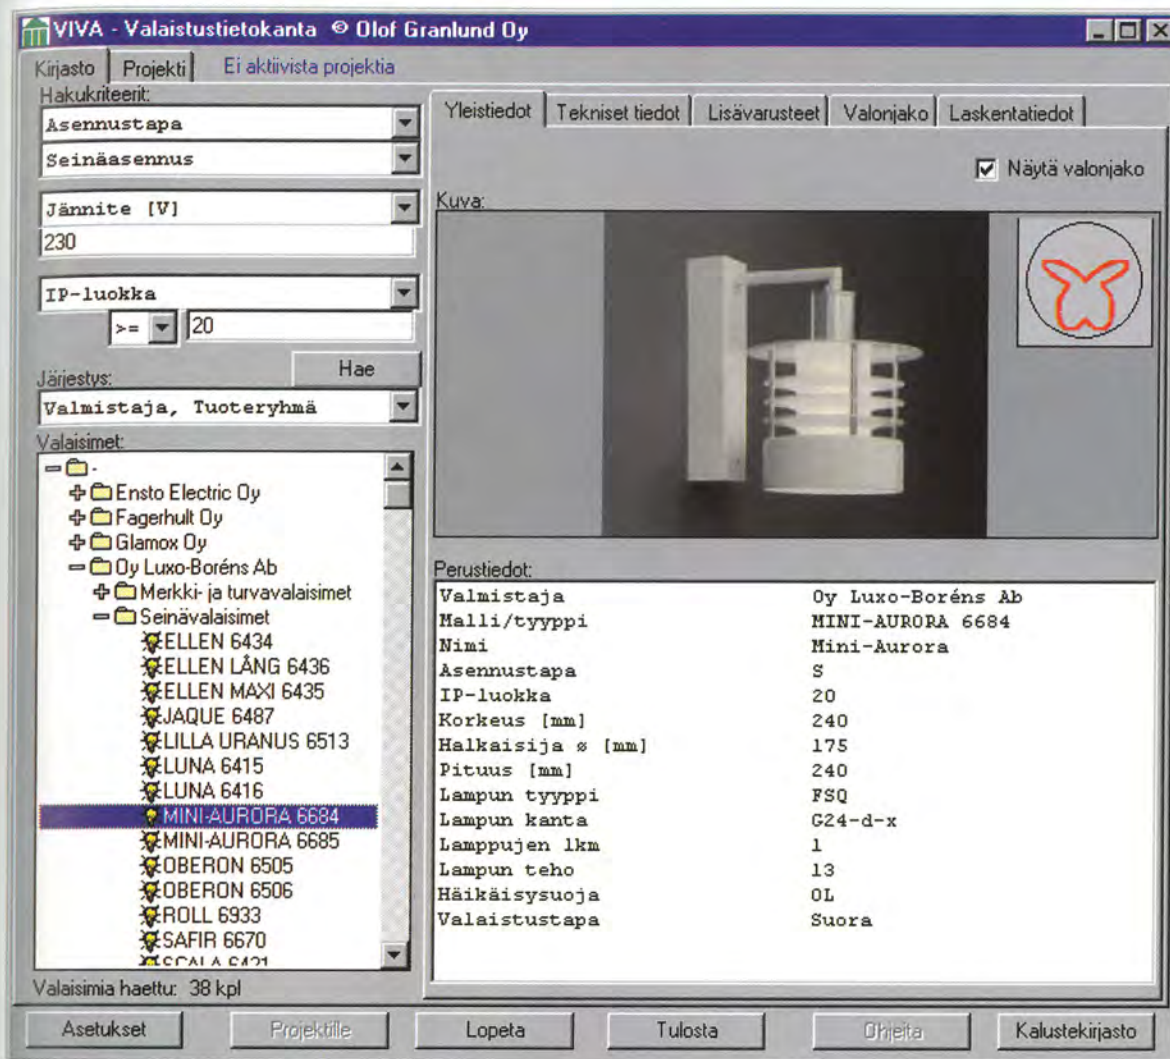 VIVA - Valaistustietokanta © Olof Granlund Oy
Kirjasto Projekti Ei aktiivista projektia
Hakukriteerit:
Asennustapa
Seinäasennus
Jännite [V]
230
IP-luokka
>= 20
Hae
Järjestys:
Valmistaja, Tuoteryhmä
Valaisimet:
-
Ensto Electric Oy
Fagerhult Oy
Glamox Oy
Oy Luxo-Boréns Ab
Merkki- ja turvavalaisimet
Seinävalaisimet
ELLEN 6434
ELLEN LÅNG 6436
ELLEN MAXI 6435
JAQUE 6487
LILLA URANUS 6513
LUNA 6415
LUNA 6416
MINI-AURORA 6684
MINI-AURORA 6685
OBERON 6505
OBERON 6506
ROLL 6933
SAFIR 6670
SCALA 6421
Valaisimia haettu: 38 kpl
Yleistiedot Tekniset tiedot Lisävarusteet Valonjako Laskentatiedot
Näytä valonjako
Kuva:
Perustiedot:
Valmistaja Oy Luxo-Boréns Ab
Malli/tyyppi MINI-AURORA 6684
Nimi Mini-Aurora
Asennustapa S
IP-luokka 20
Korkeus [mm] 240
Halkaisija ø [mm] 175
Pituus [mm] 240
Lampun tyyppi FSQ
Lampun kanta G24-d-x
Lamppujen lkm 1
Lampun teho 13
Häikäisysuoja OL
Valaistustapa Suora
Asetukset Projektille Lopeta Tulosta Ohjeita Kalustekirjasto